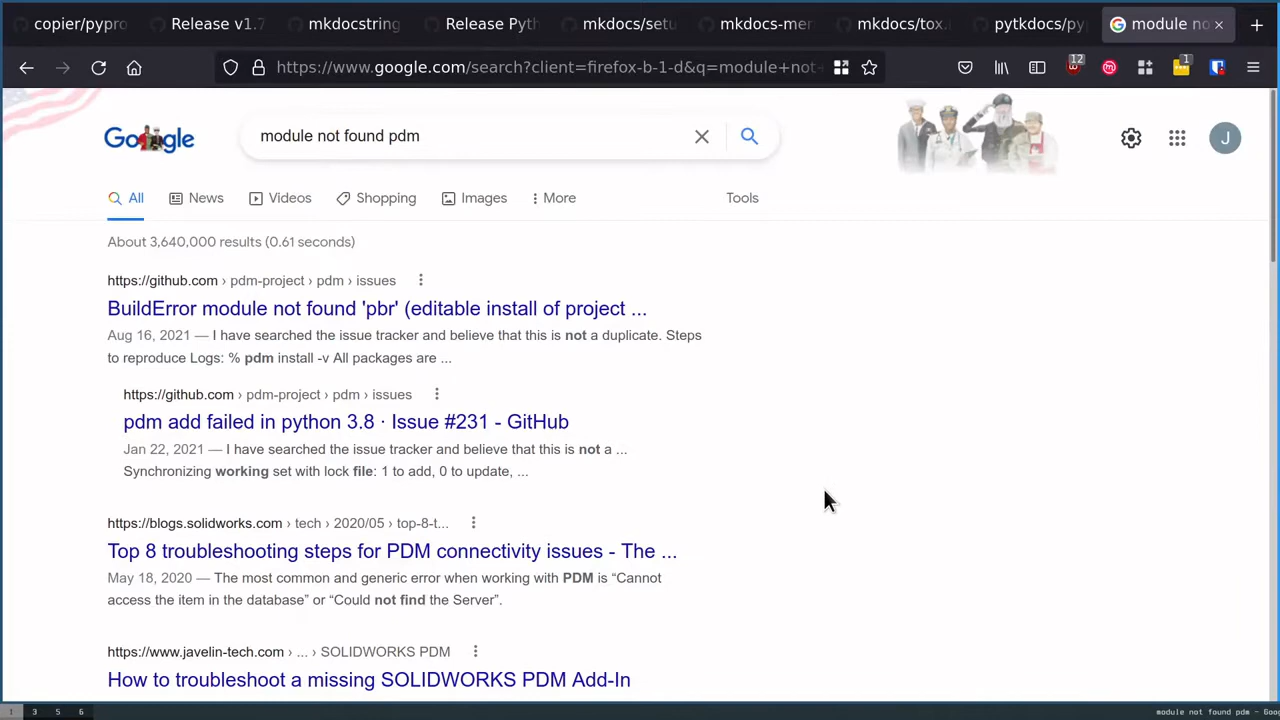 copier/pypro
Release v1.7
mkdocstring
Release Pyth
mkdocs/setu
mkdocs-mer
mkdocs/tox.
pytkdocs/py
module no
https://www.google.com/search?client=firefox-b-1-d&q=module+not+
12
1
Google
module not found pdm
J
All
News
Videos
Shopping
Images
More
Tools
About 3,640,000 results (0.61 seconds)
https://github.com › pdm-project › pdm › issues
BuildError module not found 'pbr' (editable install of project ...
Aug 16, 2021 — I have searched the issue tracker and believe that this is not a duplicate. Steps
to reproduce Logs: % pdm install -v All packages are ...
https://github.com › pdm-project › pdm › issues
pdm add failed in python 3.8 · Issue #231 - GitHub
Jan 22, 2021 — I have searched the issue tracker and believe that this is not a ...
Synchronizing working set with lock file: 1 to add, 0 to update, ...
https://blogs.solidworks.com › tech › 2020/05 › top-8-t...
Top 8 troubleshooting steps for PDM connectivity issues - The ...
May 18, 2020 — The most common and generic error when working with PDM is “Cannot
access the item in the database” or “Could not find the Server”.
https://www.javelin-tech.com › ... › SOLIDWORKS PDM
How to troubleshoot a missing SOLIDWORKS PDM Add-In
1 3 5 6
module not found pdm - Goo